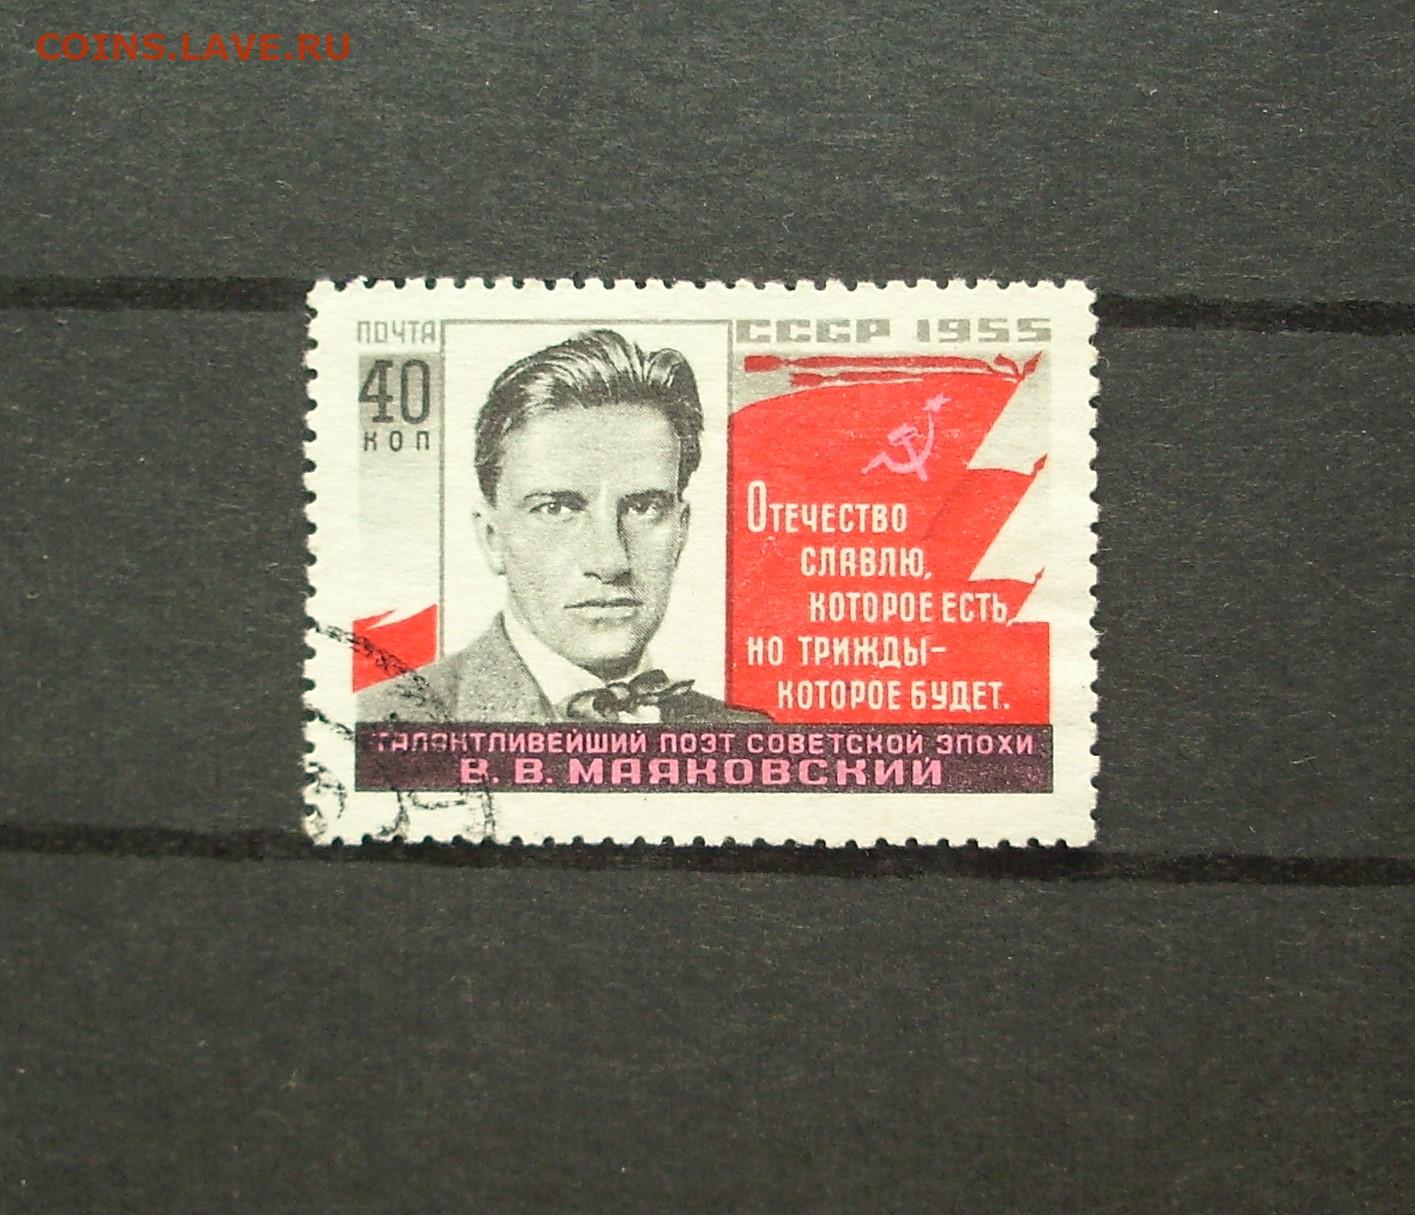 COINS.LAVE.RU
ПОЧТА
СССР 1955
40
КОП
ОТЕЧЕСТВО
СЛАВЛЮ,
КОТОРОЕ ЕСТЬ,
НО ТРИЖДЫ–
КОТОРОЕ БУДЕТ.
ТАЛАНТЛИВЕЙШИЙ ПОЭТ СОВЕТСКОЙ ЭПОХИ
В. В. МАЯКОВСКИЙ